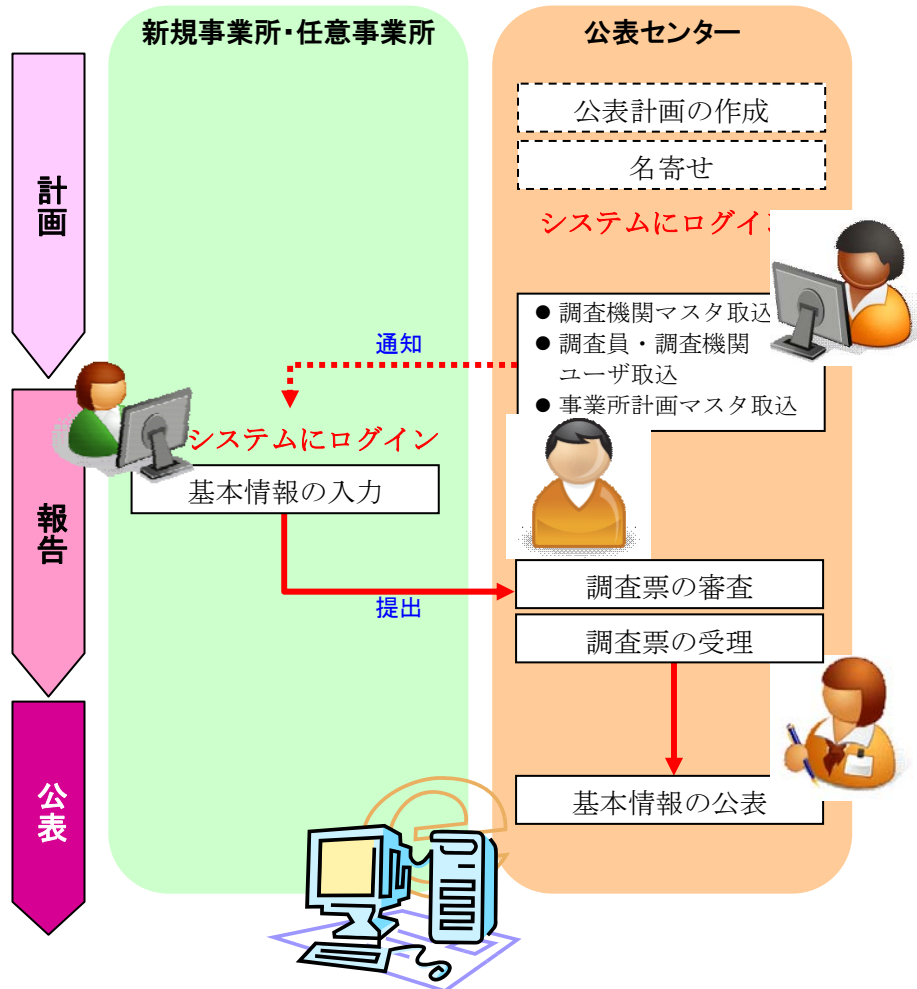 新規事業所・任意事業所
公表センター
計画
公表計画の作成
名寄せ
システムにログイン
● 調査機関マスタ取込
● 調査員・調査機関
ユーザ取込
● 事業所計画マスタ取込
通知
報告
システムにログイン
基本情報の入力
提出
調査票の審査
調査票の受理
公表
基本情報の公表
e